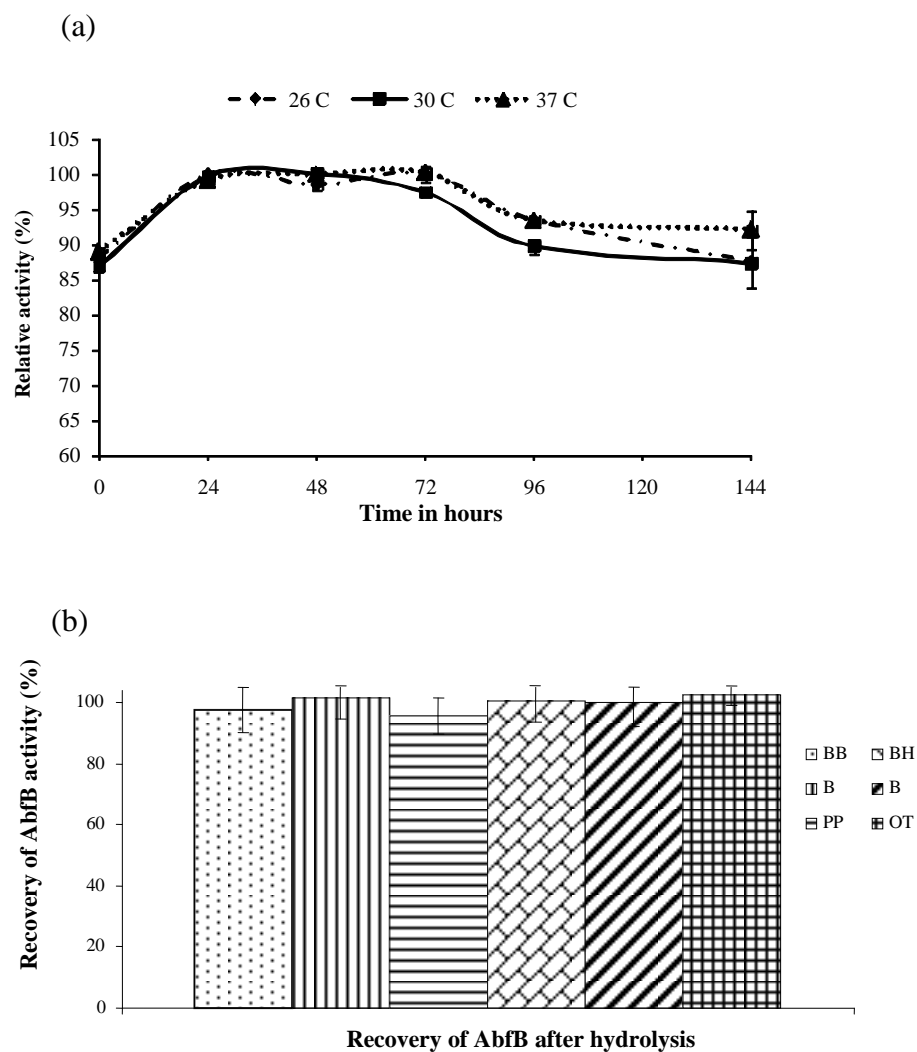 (a)
26 C 30 C 37 C
105
100
95
90
85
80
75
70
65
60
Relative activity (%)
0 24 48 72 96 120 144
Time in hours
(b)
Recovery of AbfB activity (%)
100
80
60
40
20
0
BB BH
B B
PP OT
Recovery of AbfB after hydrolysis